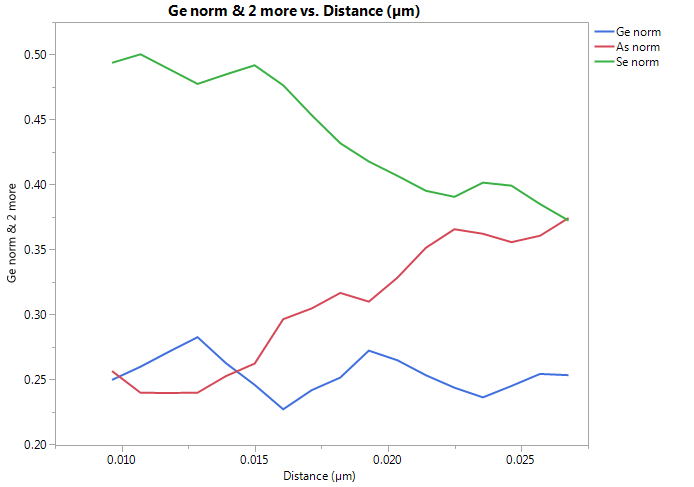 Ge norm & 2 more vs. Distance (µm)
Ge norm
As norm
Se norm
Ge norm & 2 more
0.50
0.45
0.40
0.35
0.30
0.25
0.20
0.010
0.015
0.020
0.025
Distance (µm)